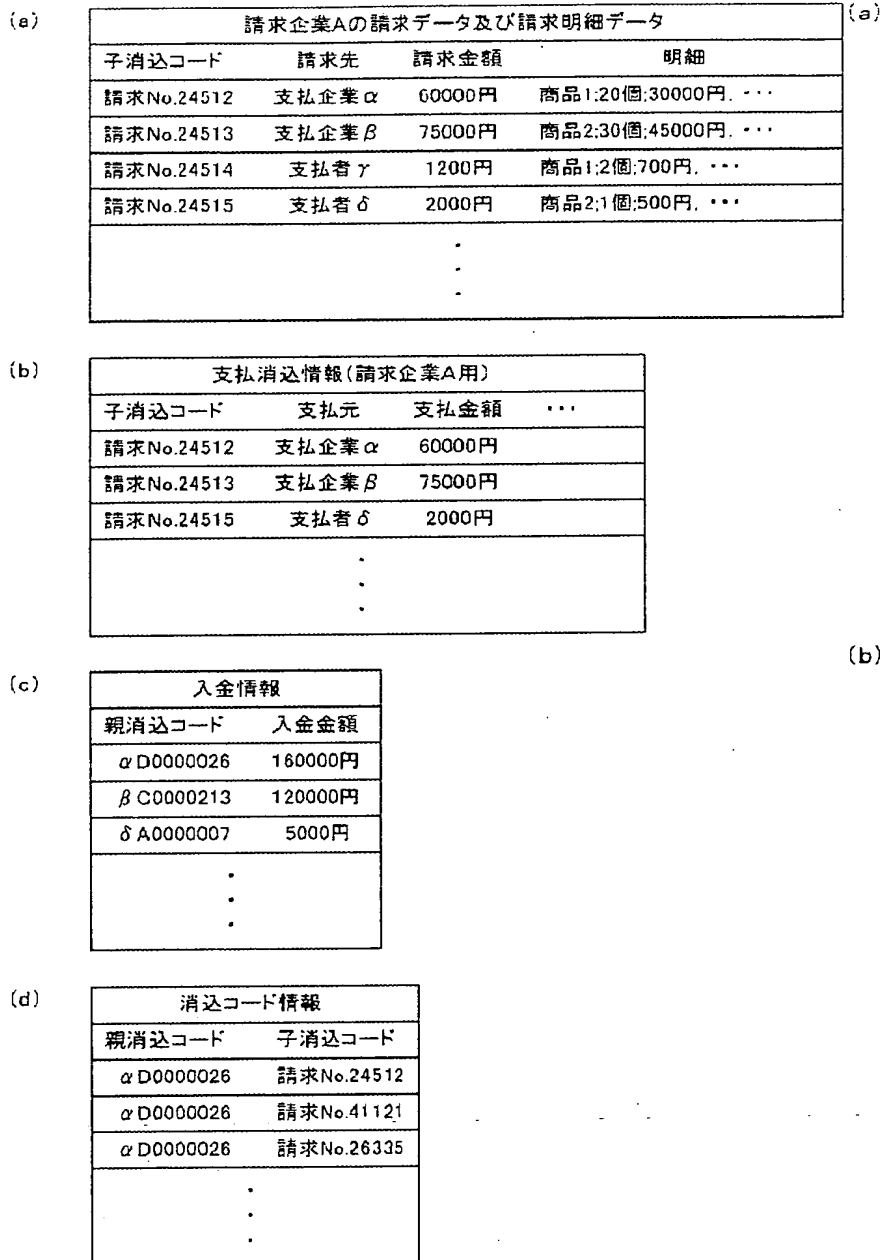 (a)
請求企業Aの請求データ及び請求明細データ
子消込コード 請求先 請求金額 明細
請求No.24512 支払企業α 60000円 商品1;20個;30000円, ・・・
請求No.24513 支払企業β 75000円 商品2;30個;45000円, ・・・
請求No.24514 支払者γ 1200円 商品1;2個;700円, ・・・
請求No.24515 支払者δ 2000円 商品2;1個;500円, ・・・
(a)
(b)
支払消込情報(請求企業A用)
子消込コード 支払元 支払金額 ・・・
請求No.24512 支払企業α 60000円
請求No.24513 支払企業β 75000円
請求No.24515 支払者δ 2000円
(b)
(c)
入金情報
親消込コード 入金金額
αD0000026 160000円
βC0000213 120000円
δA0000007 5000円
(d)
消込コード情報
親消込コード 子消込コード
αD0000026 請求No.24512
αD0000026 請求No.41121
αD0000026 請求No.26335